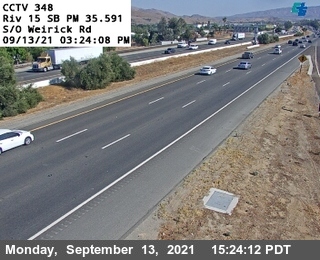 CCTV 348
Riv 15 SB PM 35.591
S/O Weirick Rd
09/13/21 03:24:08 PM
Monday, September 13, 2021 15:24:12 PDT